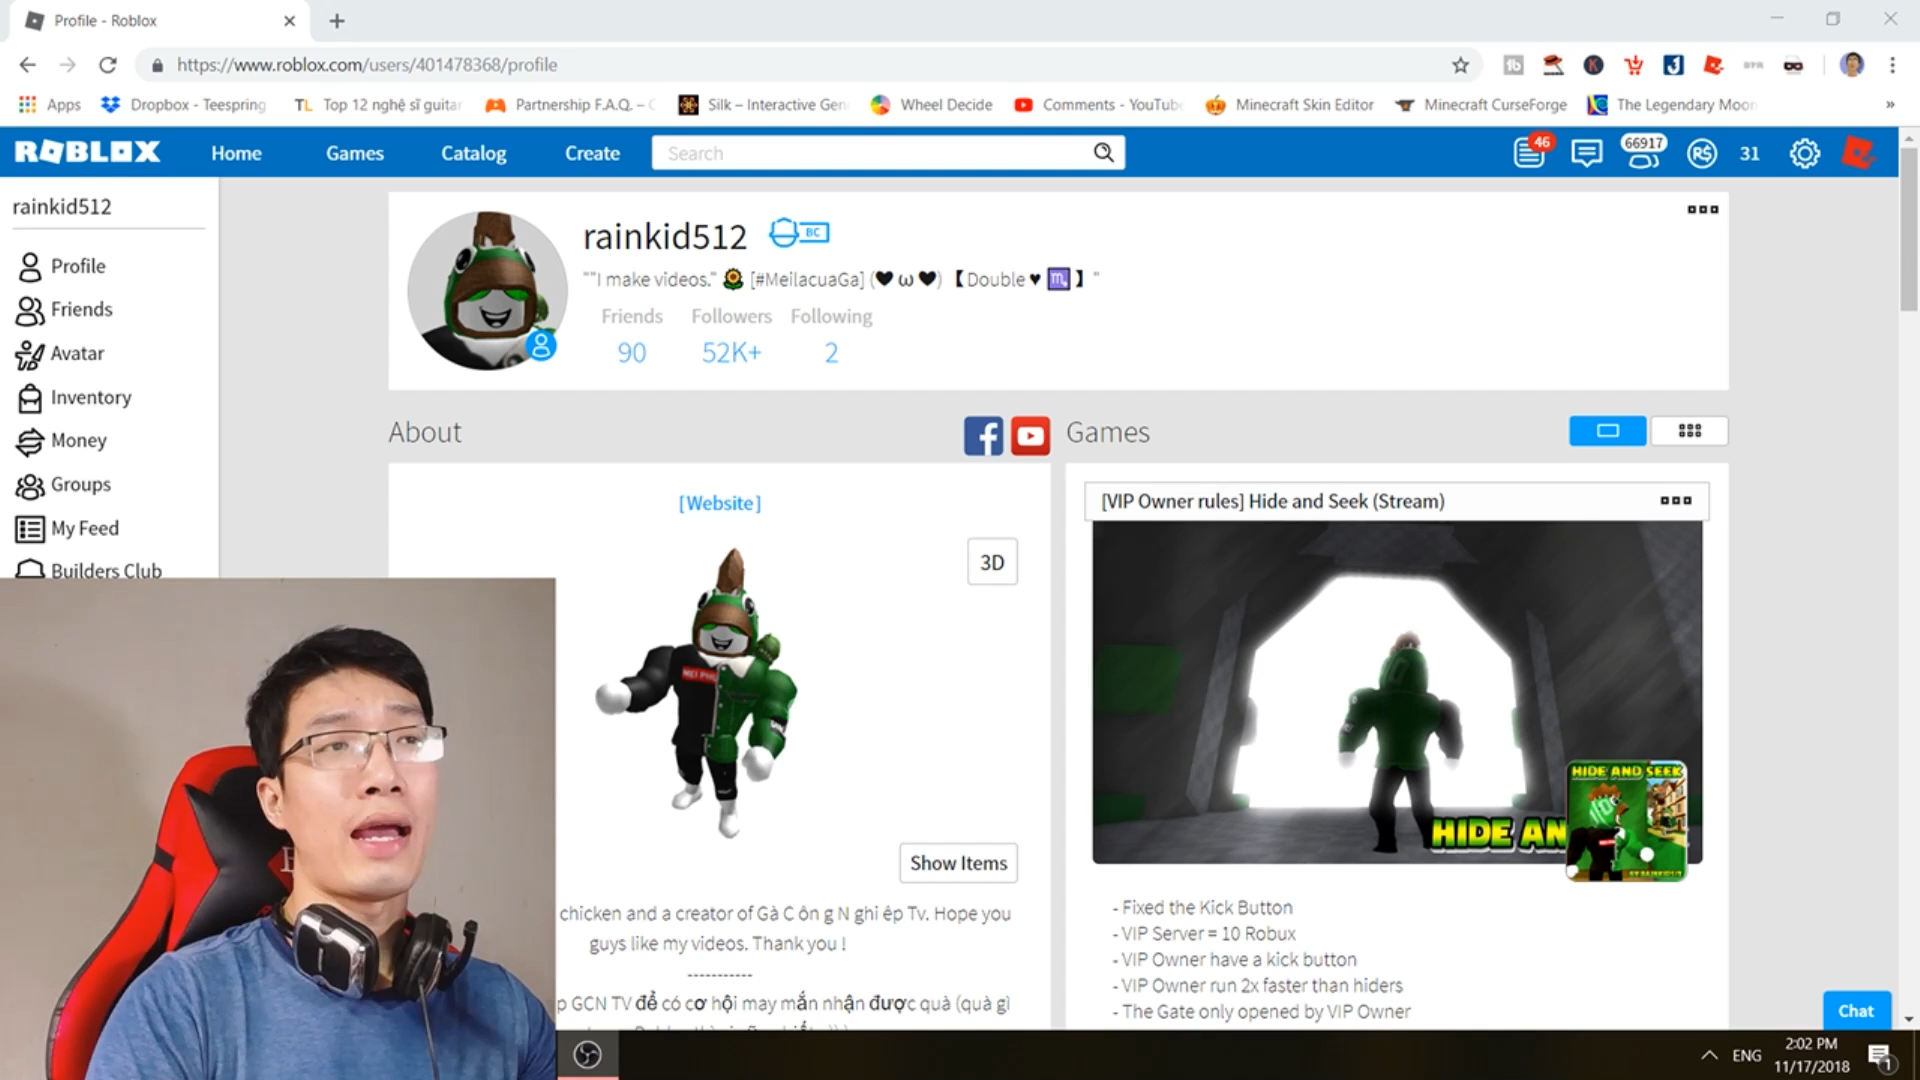 Profile - Roblox
https://www.roblox.com/users/401478368/profile
Apps
Dropbox - Teespring
TL Top 12 nghệ sĩ guitar
Partnership F.A.Q. – C
Silk – Interactive Gen
Wheel Decide
Comments - YouTube
Minecraft Skin Editor
Minecraft CurseForge
The Legendary Moon
»
ROBLOX
Home
Games
Catalog
Create
Search
46
66917
R$
31
rainkid512
Profile
Friends
Avatar
Inventory
Money
Groups
My Feed
Builders Club
rainkid512
BC
""I make videos." 🌻 [#MeilacuaGa] (♥ ω ♥) 【Double ♥ ♏】 "
Friends Followers Following
90 52K+ 2
About
[Website]
3D
MEI PHU
Show Items
chicken and a creator of Gà C ôn g N ghi êp Tv. Hope you
guys like my videos. Thank you !
-----------
p GCN TV để có cơ hội may mắn nhận được quà (quà gì
Games
[VIP Owner rules] Hide and Seek (Stream)
HIDE AN
HIDE AND SEEK
BY RAINKID512
- Fixed the Kick Button
- VIP Server = 10 Robux
- VIP Owner have a kick button
- VIP Owner run 2x faster than hiders
- The Gate only opened by VIP Owner
Chat
ENG
2:02 PM
11/17/2018
1